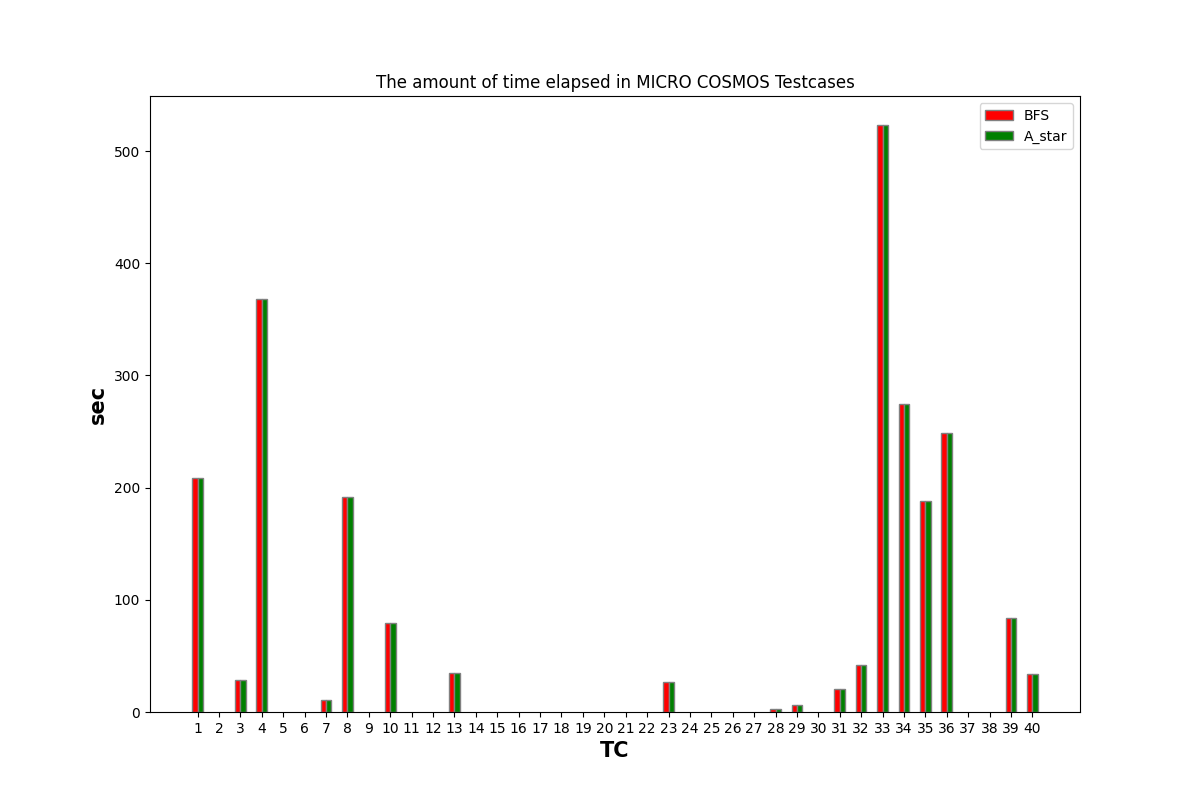 The amount of time elapsed in MICRO COSMOS Testcases
BFS
A_star
500
400
300
200
100
0
sec
1 2 3 4 5 6 7 8 9 10 11 12 13 14 15 16 17 18 19 20 21 22 23 24 25 26 27 28 29 30 31 32 33 34 35 36 37 38 39 40
TC